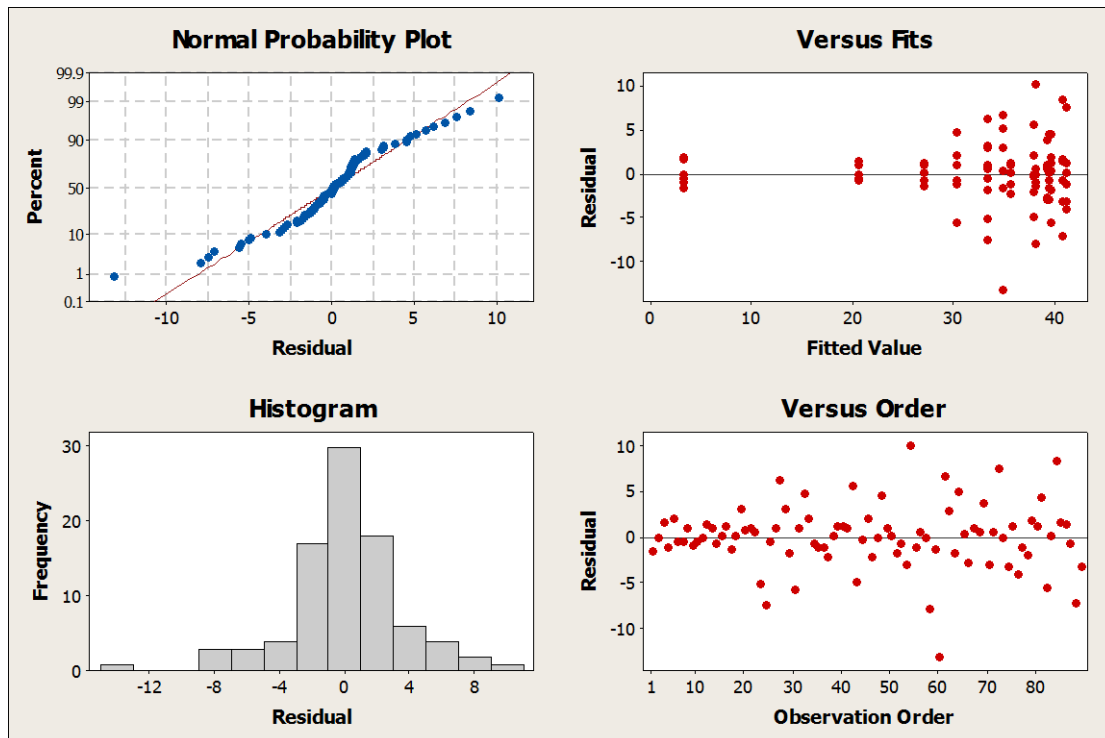 Normal Probability Plot
99.9
99
90
50
10
1
0.1
Percent
-10 -5 0 5 10
Residual
Versus Fits
10
5
0
-5
-10
Residual
0 10 20 30 40
Fitted Value
Histogram
30
20
10
0
Frequency
-12 -8 -4 0 4 8
Residual
Versus Order
10
5
0
-5
-10
Residual
1 10 20 30 40 50 60 70 80
Observation Order